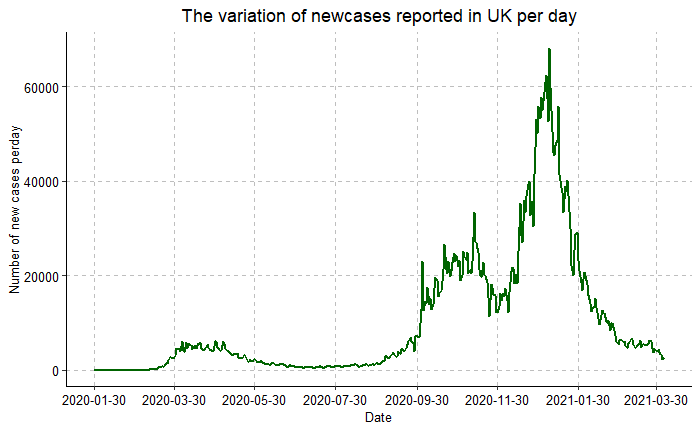 The variation of newcases reported in UK per day
Number of new cases perday
60000
40000
20000
0
2020-01-30 2020-03-30 2020-05-30 2020-07-30 2020-09-30 2020-11-30 2021-01-30 2021-03-30
Date